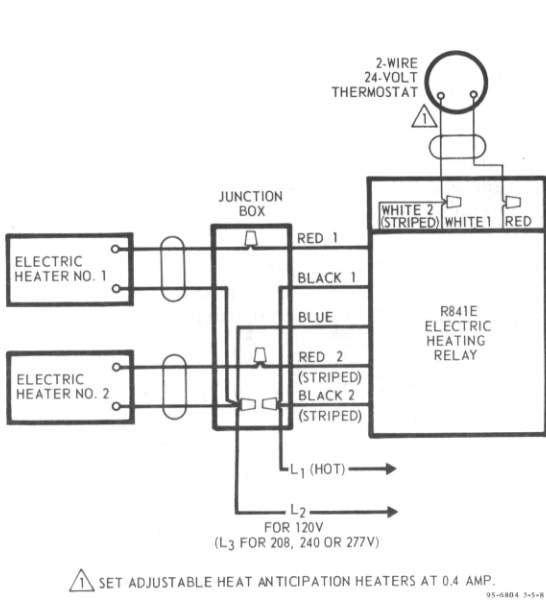 2-WIRE
24-VOLT
THERMOSTAT
1
JUNCTION
BOX
WHITE 2
(STRIPED)
WHITE 1
RED
RED 1
ELECTRIC
HEATER NO. 1
BLACK 1
BLUE
R841E
ELECTRIC
HEATING
RELAY
RED 2
(STRIPED)
ELECTRIC
HEATER NO. 2
BLACK 2
(STRIPED)
L1 (HOT)
L2
FOR 120V
(L3 FOR 208, 240 OR 277V)
1 SET ADJUSTABLE HEAT ANTICIPATION HEATERS AT 0.4 AMP.
95-6804 3-5-8